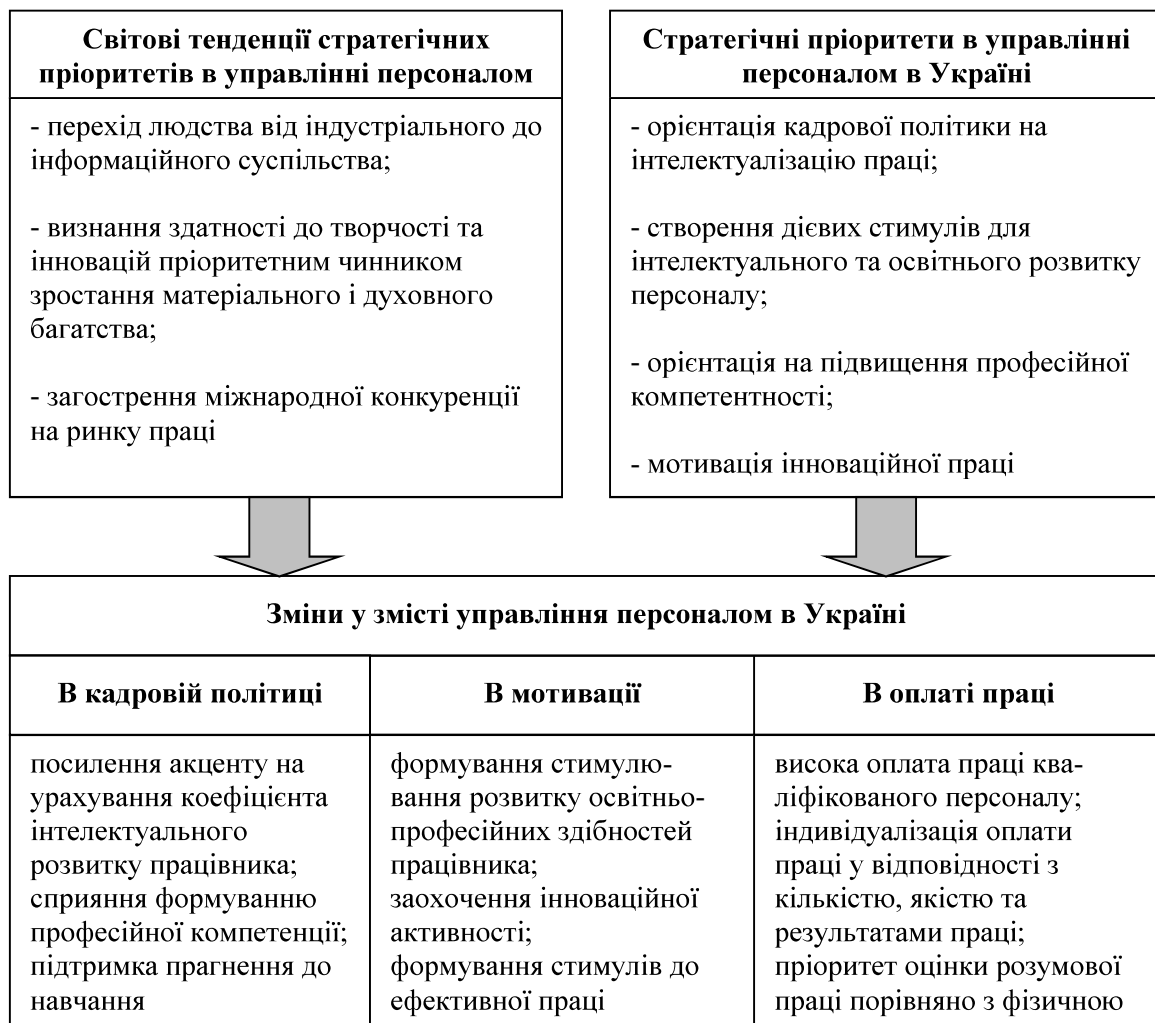 Світові тенденції стратегічних
пріоритетів в управлінні персоналом
- перехід людства від індустріального до
інформаційного суспільства;
- визнання здатності до творчості та
інновацій пріоритетним чинником
зростання матеріального і духовного
багатства;
- загострення міжнародної конкуренції
на ринку праці
Стратегічні пріоритети в управлінні
персоналом в Україні
- орієнтація кадрової політики на
інтелектуалізацію праці;
- створення дієвих стимулів для
інтелектуального та освітнього розвитку
персоналу;
- орієнтація на підвищення професійної
компетентності;
- мотивація інноваційної праці
Зміни у змісті управління персоналом в Україні
В кадровій політиці
посилення акценту на
урахування коефіцієнта
інтелектуального
розвитку працівника;
сприяння формуванню
професійної компетенції;
підтримка прагнення до
навчання
В мотивації
формування стимулю-
вання розвитку освітньо-
професійних здібностей
працівника;
заохочення інноваційної
активності;
формування стимулів до
ефективної праці
В оплаті праці
висока оплата праці ква-
ліфікованого персоналу;
індивідуалізація оплати
праці у відповідності з
кількістю, якістю та
результатами праці;
пріоритет оцінки розумової
праці порівняно з фізичною